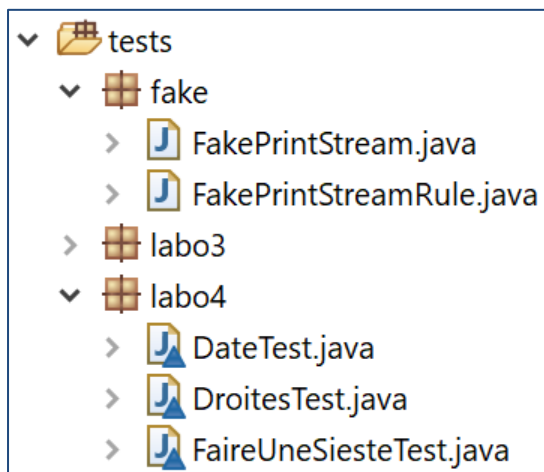 tests
fake
FakePrintStream.java
FakePrintStreamRule.java
labo3
labo4
DateTest.java
DroitesTest.java
FaireUneSiesteTest.java